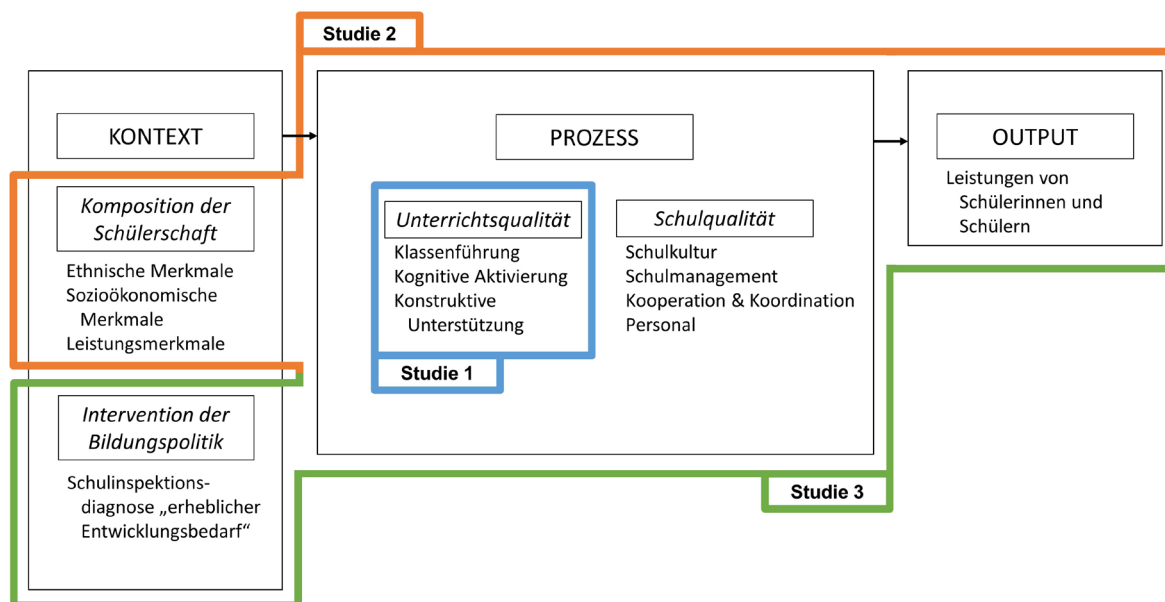 Studie 2
KONTEXT
Komposition der
Schülerschaft
Ethnische Merkmale
Sozioökonomische
Merkmale
Leistungsmerkmale
Intervention der
Bildungspolitik
Schulinspektions-
diagnose „erheblicher
Entwicklungsbedarf“
PROZESS
Unterrichtsqualität
Klassenführung
Kognitive Aktivierung
Konstruktive
Unterstützung
Studie 1
Schulqualität
Schulkultur
Schulmanagement
Kooperation & Koordination
Personal
Studie 3
OUTPUT
Leistungen von
Schülerinnen und
Schülern